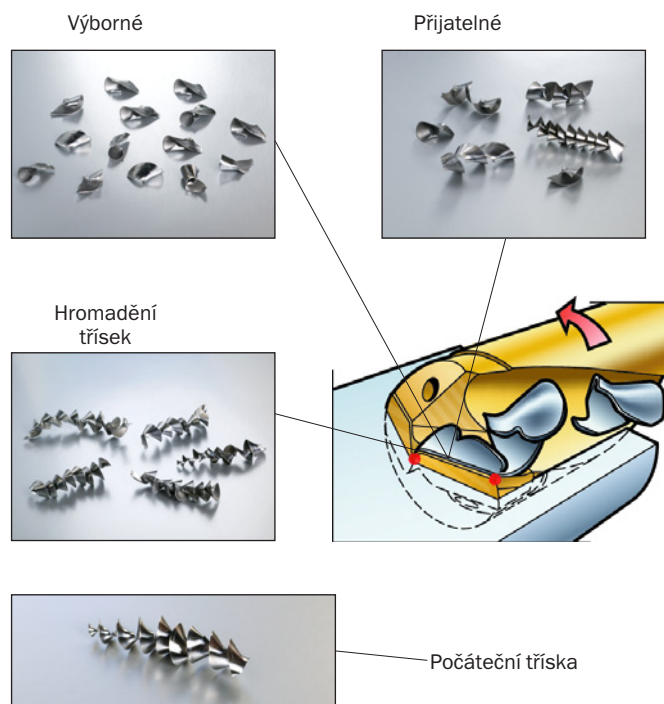 Výborné
Přijatelné
Hromadění
třísek
Počáteční tříska